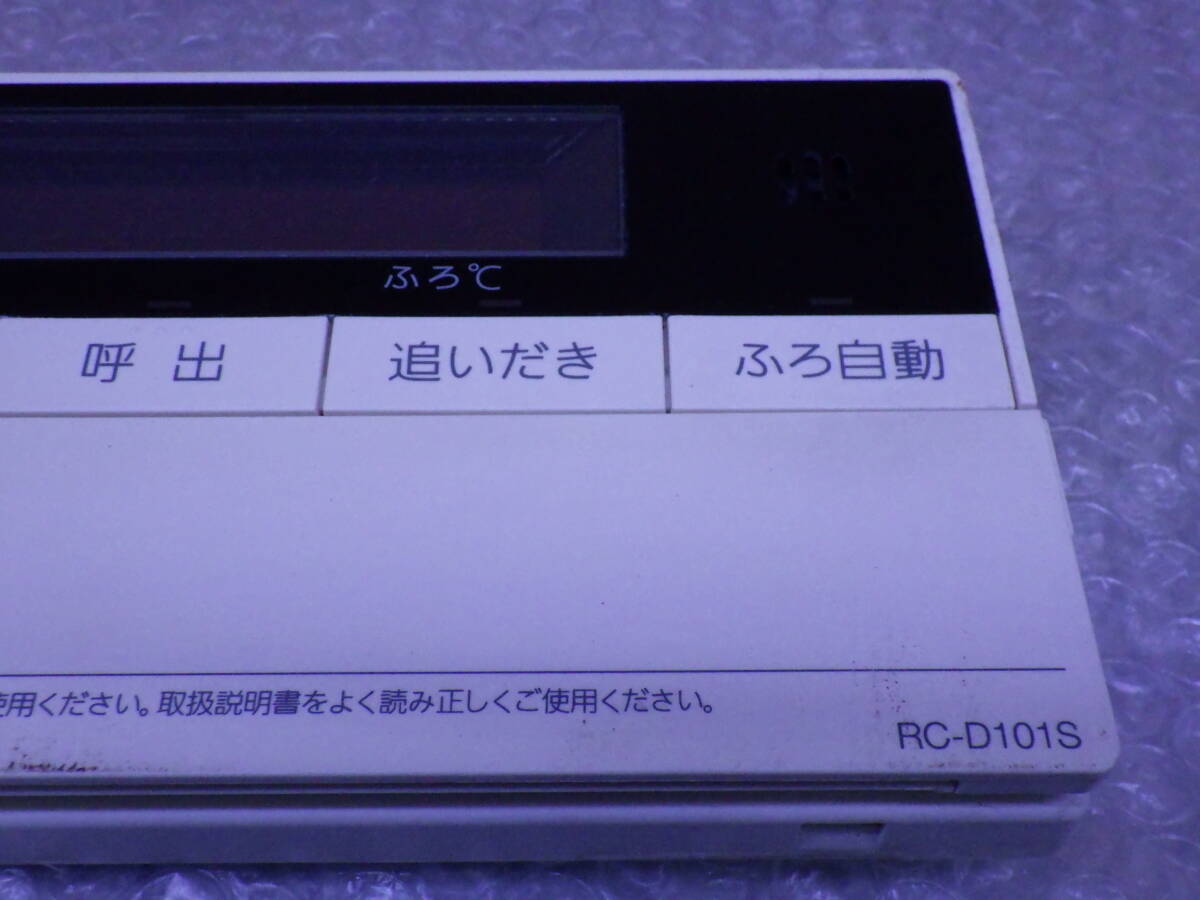 ふろ℃
呼出 追いだき ふろ自動
使用ください。取扱説明書をよく読み正しくご使用ください。
RC-D101S